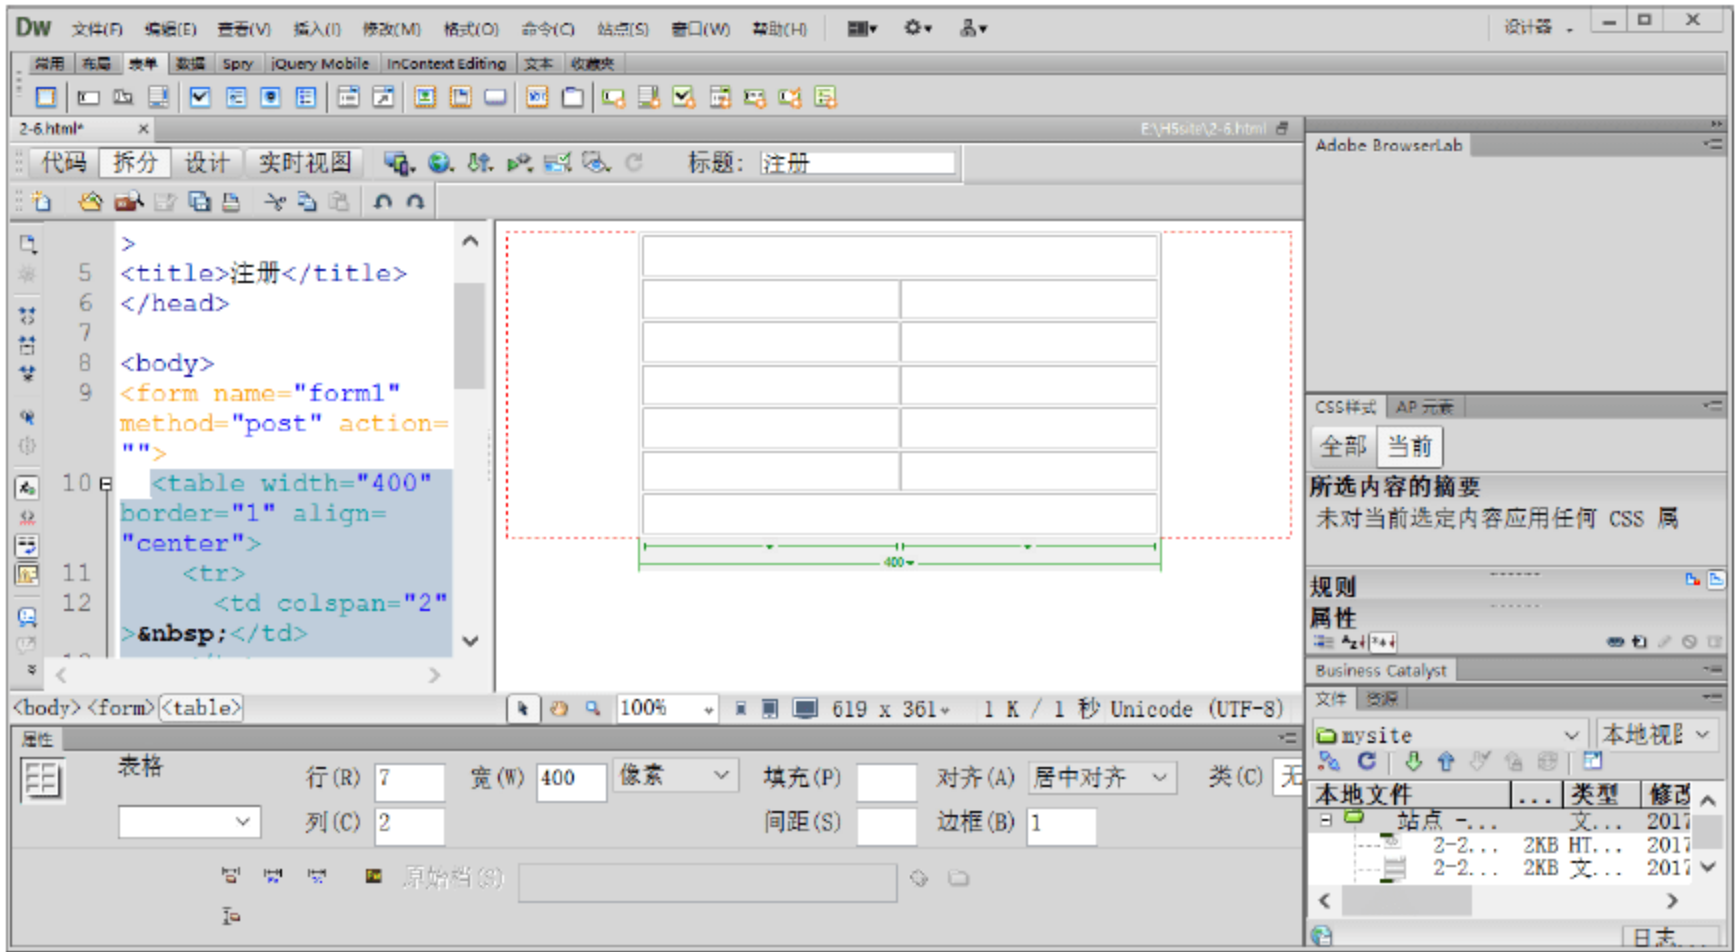 Dw 文件(F) 编辑(E) 查看(V) 插入(I) 修改(M) 格式(O) 命令(C) 站点(S) 窗口(W) 帮助(H) 设计器
常用 布局 表单 数据 Spry jQuery Mobile InContext Editing 文本 收藏夹
2-6.html* × E:\H5site\2-6.html
Adobe BrowserLab
代码 拆分 设计 实时视图 标题: 注册
>
5 <title>注册</title>
6 </head>
7
8 <body>
9 <form name="form1"
method="post" action=
"">
10 <table width="400"
border="1" align=
"center">
11 <tr>
12 <td colspan="2"
>&nbsp;</td>
400
CSS样式 AP 元素
全部 当前
所选内容的摘要
未对当前选定内容应用任何 CSS 属
规则
属性
Business Catalyst
<body> <form> <table> 100% 619 x 361 1 K / 1 秒 Unicode (UTF-8)
文件 资源
mysite 本地视图
本地文件 ... 类型 修改
站点 -... 文... 2017
2-2... 2KB HT... 2017
2-2... 2KB 文... 2017
日志...
属性
表格 行(R) 7 宽(W) 400 像素 填充(P) 对齐(A) 居中对齐 类(C) 无
列(C) 2 间距(S) 边框(B) 1
原始档(S)